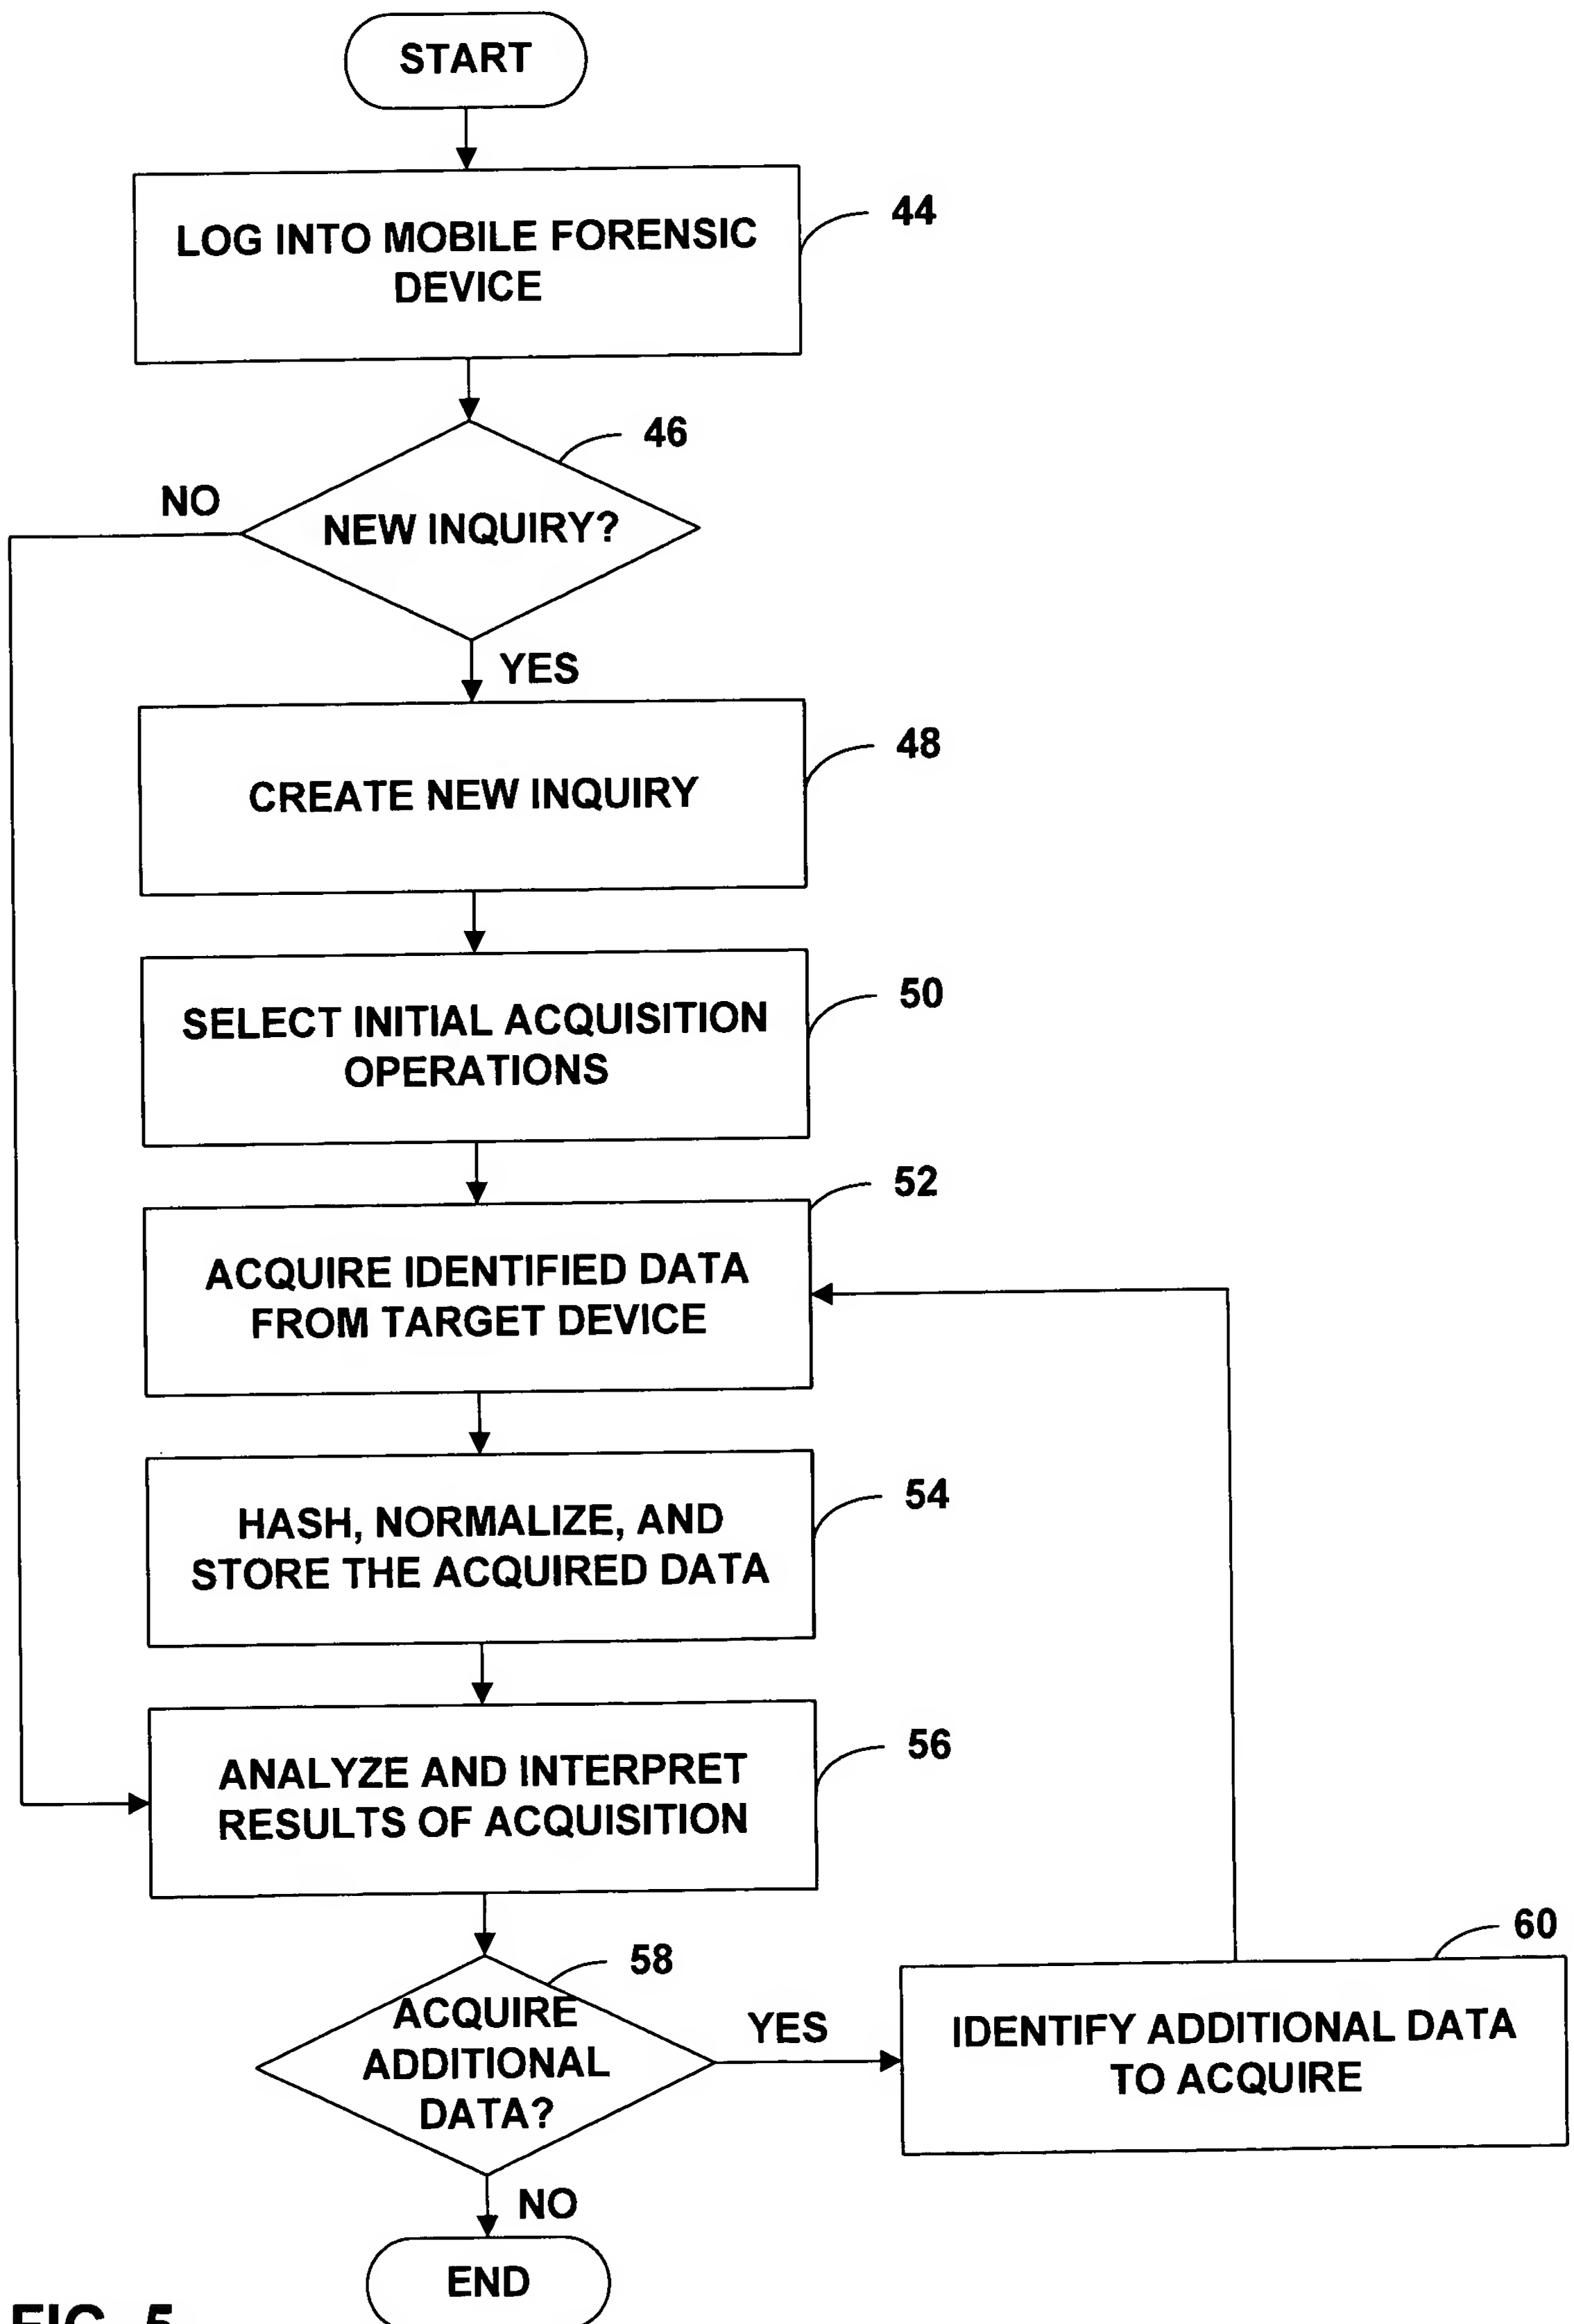 START
LOG INTO MOBILE FORENSIC
DEVICE
44
46
NO
NEW INQUIRY?
YES
CREATE NEW INQUIRY
48
SELECT INITIAL ACQUISITION
OPERATIONS
50
52
ACQUIRE IDENTIFIED DATA
FROM TARGET DEVICE
HASH, NORMALIZE, AND
STORE THE ACQUIRED DATA
54
ANALYZE AND INTERPRET
RESULTS OF ACQUISITION
56
58
ACQUIRE
ADDITIONAL
DATA?
YES
60
IDENTIFY ADDITIONAL DATA
TO ACQUIRE
NO
END
FIG. 5